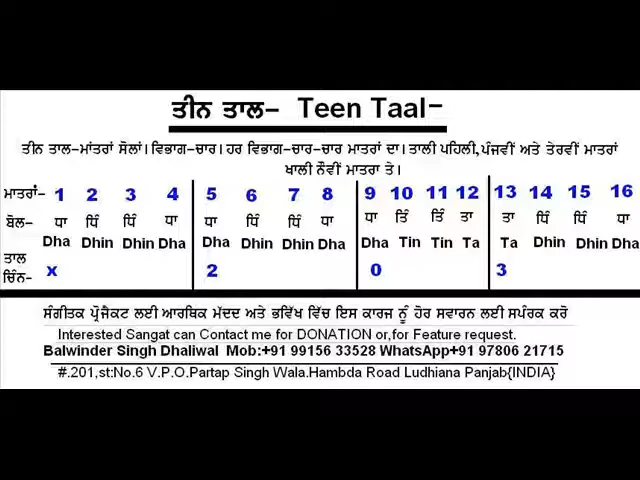 ਤੀਨ ਤਾਲ- Teen Taal-
ਤੀਨ ਤਾਲ-ਮਾਂਤਰਾਂ ਸੋਲਾਂ। ਵਿਭਾਗ-ਚਾਰ। ਹਰ ਵਿਭਾਗ-ਚਾਰ-ਚਾਰ ਮਾਤਰਾਂ ਦਾ। ਤਾਲੀ ਪਹਿਲੀ, ਪੰਜਵੀਂ ਅਤੇ ਤੇਰਵੀਂ ਮਾਤਰਾਂ
ਖਾਲੀ ਨੌਵੀਂ ਮਾਤਰਾ ਤੇ।
ਮਾਤਰਾਂ- 1 2 3 4 5 6 7 8 9 10 11 12 13 14 15 16
ਬੋਲ- ਧਾ ਧਿੰ ਧਿੰ ਧਾ ਧਾ ਧਿੰ ਧਿੰ ਧਾ ਧਾ ਤਿੰ ਤਿੰ ਤਾ ਤਾ ਧਿੰ ਧਿੰ ਧਾ
Dha Dhin Dhin Dha Dha Dhin Dhin Dha Dha Tin Tin Ta Ta Dhin Dhin Dha
ਤਾਲ
ਚਿੰਨ- x 2 0 3
ਸੰਗੀਤਕ ਪ੍ਰੋਜੈਕਟ ਲਈ ਆਰਥਿਕ ਮੱਦਦ ਅਤੇ ਭਵਿੱਖ ਵਿੱਚ ਇਸ ਕਾਰਜ ਨੂੰ ਹੋਰ ਸਵਾਰਨ ਲਈ ਸਪੰਰਕ ਕਰੋ
Interested Sangat can Contact me for DONATION or,for Feature request.
Balwinder Singh Dhaliwal Mob:+91 99156 33528 WhatsApp+91 97806 21715
#.201,st:No.6 V.P.O.Partap Singh Wala.Hambda Road Ludhiana Panjab{INDIA}